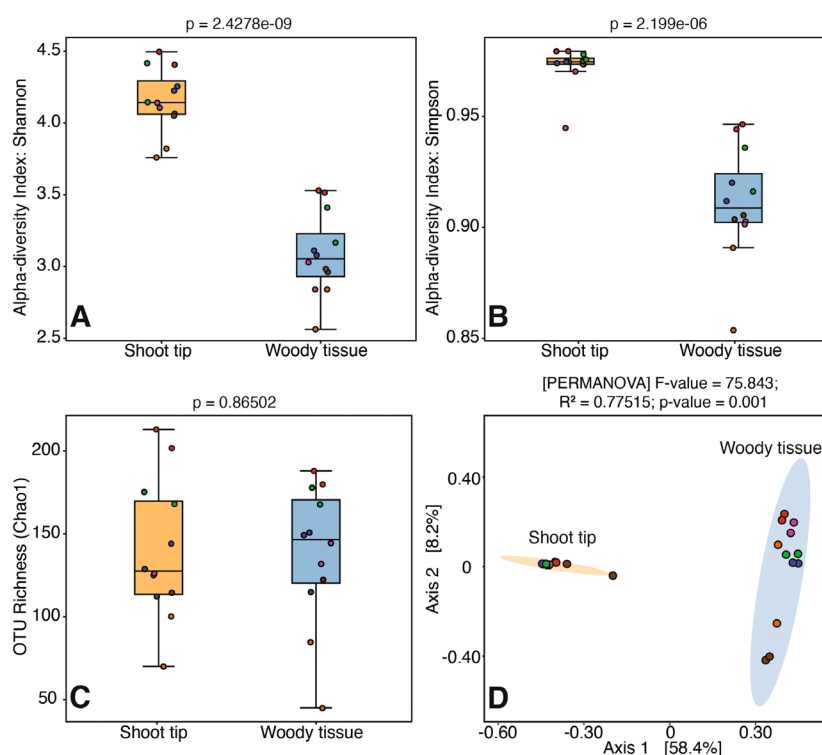 p = 2.4278e-09
Alpha-diversity Index: Shannon
4.5
4.0
3.5
3.0
2.5
A
Shoot tip Woody tissue
p = 2.199e-06
Alpha-diversity Index: Simpson
0.95
0.90
0.85
B
Shoot tip Woody tissue
p = 0.86502
OTU Richness (Chao1)
200
150
100
50
C
Shoot tip Woody tissue
[PERMANOVA] F-value = 75.843;
R² = 0.77515; p-value = 0.001
Woody tissue
Shoot tip
Axis 2 [8.2%]
0.40
0
-0.40
D
-0.60 -0.30 0 0.30
Axis 1 [58.4%]